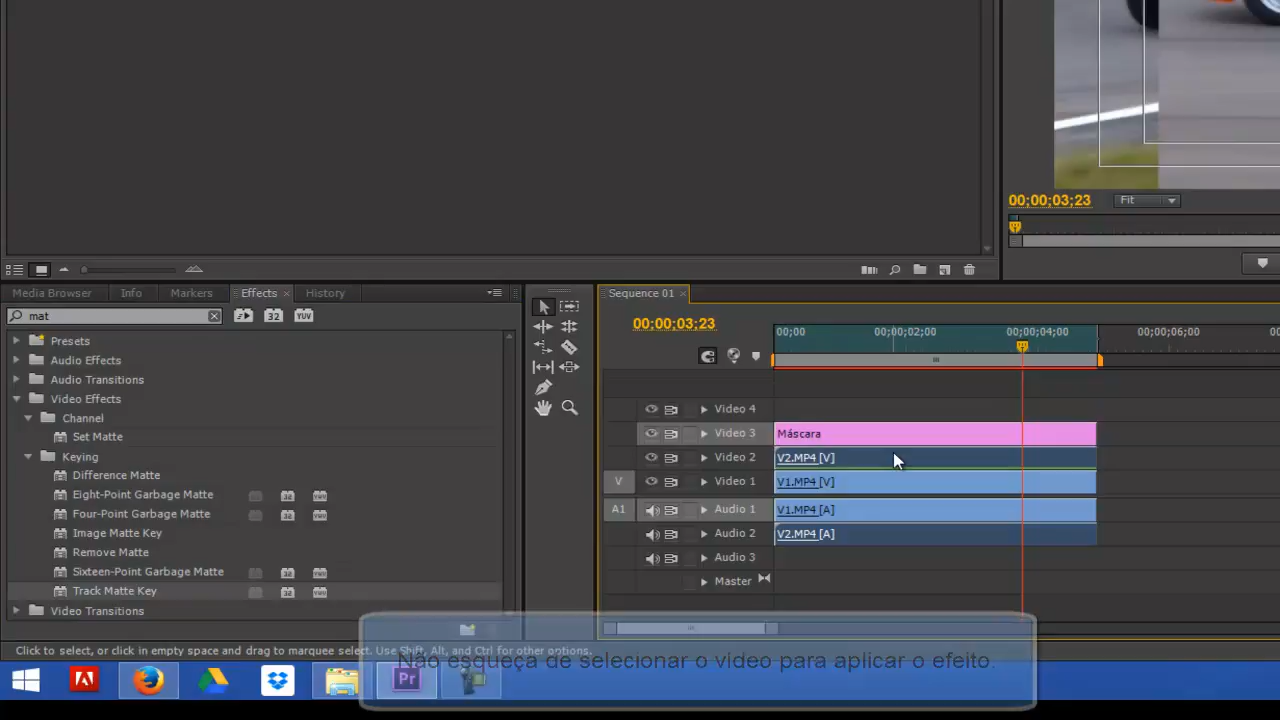 00;00;03;23
Fit
Media Browser
Info
Markers
Effects
History
Sequence 01
mat
32
YUV
00;00;03;23
00;00
00;00;02;00
00;00;04;00
00;00;06;00
Presets
Audio Effects
Audio Transitions
Video Effects
Channel
Set Matte
Keying
Difference Matte
Eight-Point Garbage Matte
Four-Point Garbage Matte
Image Matte Key
Remove Matte
Sixteen-Point Garbage Matte
Track Matte Key
Video Transitions
Video 4
Video 3
Máscara
Video 2
V2.MP4 [V]
V
Video 1
V1.MP4 [V]
A1
Audio 1
V1.MP4 [A]
Audio 2
V2.MP4 [A]
Audio 3
Master
Click to select, or click in empty space and drag to marquee select. Use Shift, Alt, and Ctrl for other options.
Não esqueça de selecionar o video para aplicar o efeito.
Pr